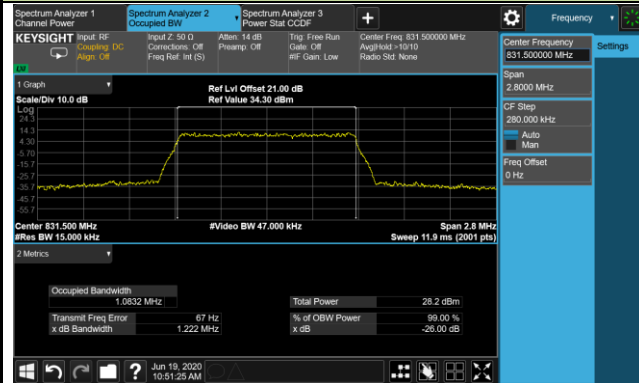 Spectrum Analyzer 1
Channel Power
Spectrum Analyzer 2
Occupied BW
Spectrum Analyzer 3
Power Stat CCDF
Frequency
KEYSIGHT
Input: RF
Coupling: DC
Align: Off
Input Z: 50 Ω
Corrections: Off
Freq Ref: Int (S)
Atten: 14 dB
Preamp: Off
Trig: Free Run
Gate: Off
#IF Gain: Low
Center Freq: 831.500000 MHz
Avg|Hold:>10/10
Radio Std: None
Center Frequency
831.500000 MHz
Settings
Span
2.8000 MHz
CF Step
280.000 kHz
Auto
Man
Freq Offset
0 Hz
1 Graph
Scale/Div 10.0 dB
Ref Lvl Offset 21.00 dB
Ref Value 34.30 dBm
Log
24.3
14.3
4.30
-5.70
-15.7
-25.7
-35.7
-45.7
-55.7
Center 831.500 MHz
#Res BW 15.000 kHz
#Video BW 47.000 kHz
Span 2.8 MHz
Sweep 11.9 ms (2001 pts)
2 Metrics
Occupied Bandwidth
1.0832 MHz
Total Power 28.2 dBm
Transmit Freq Error 67 Hz
% of OBW Power 99.00 %
x dB Bandwidth 1.222 MHz
x dB -26.00 dB
?
Jun 19, 2020
10:51:25 AM